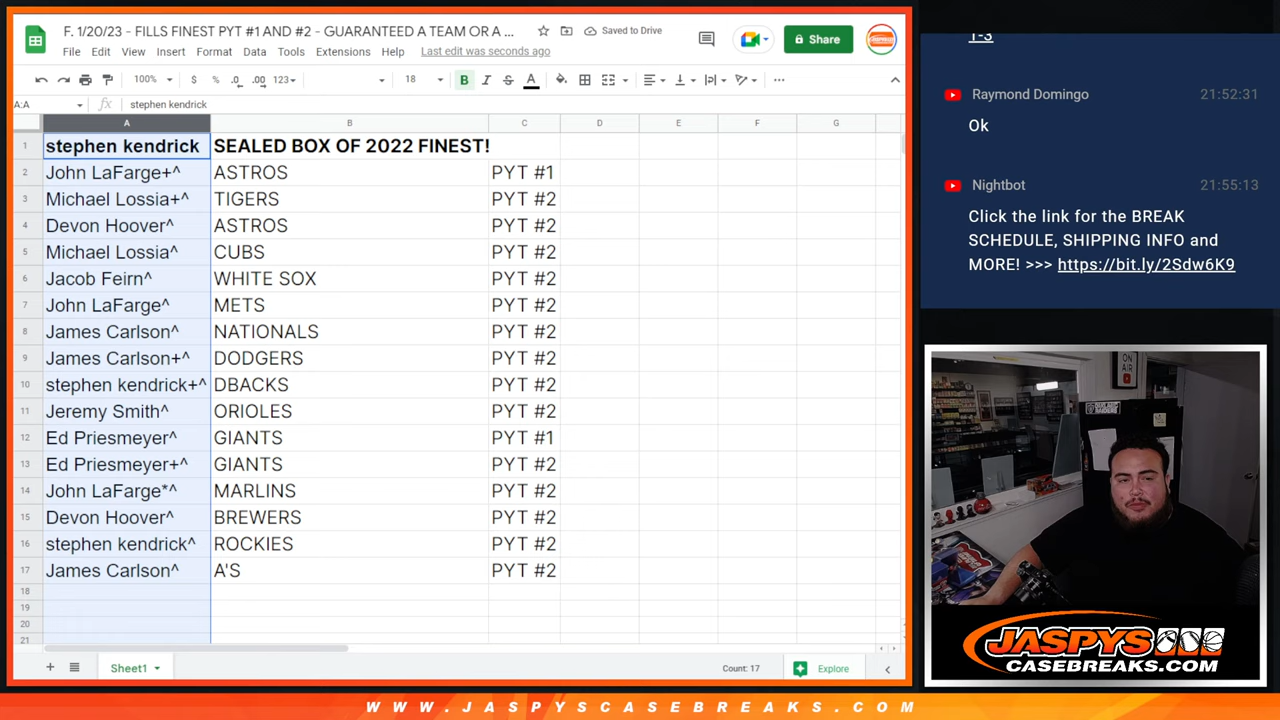 F. 1/20/23 - FILLS FINEST PYT #1 AND #2 - GUARANTEED A TEAM OR A ...
Saved to Drive
Share
File Edit View Insert Format Data Tools Extensions Help Last edit was seconds ago
100% $ % .0 .00 123 18 B I S A
A:A fx stephen kendrick
A B C D E F G
1 stephen kendrick SEALED BOX OF 2022 FINEST!
2 John LaFarge+^ ASTROS PYT #1
3 Michael Lossia+^ TIGERS PYT #2
4 Devon Hoover^ ASTROS PYT #2
5 Michael Lossia^ CUBS PYT #2
6 Jacob Feirn^ WHITE SOX PYT #2
7 John LaFarge^ METS PYT #2
8 James Carlson^ NATIONALS PYT #2
9 James Carlson+^ DODGERS PYT #2
10 stephen kendrick+^ DBACKS PYT #2
11 Jeremy Smith^ ORIOLES PYT #2
12 Ed Priesmeyer^ GIANTS PYT #1
13 Ed Priesmeyer+^ GIANTS PYT #2
14 John LaFarge*^ MARLINS PYT #2
15 Devon Hoover^ BREWERS PYT #2
16 stephen kendrick^ ROCKIES PYT #2
17 James Carlson^ A'S PYT #2
18
19
20
21
Sheet1 Count: 17 Explore
1-3
Raymond Domingo 21:52:31
Ok
Nightbot 21:55:13
Click the link for the BREAK
SCHEDULE, SHIPPING INFO and
MORE! >>> https://bit.ly/2Sdw6K9
ON
AIR
JASPYS
CASEBREAKS.COM
WWW.JASPYSCASEBREAKS.COM